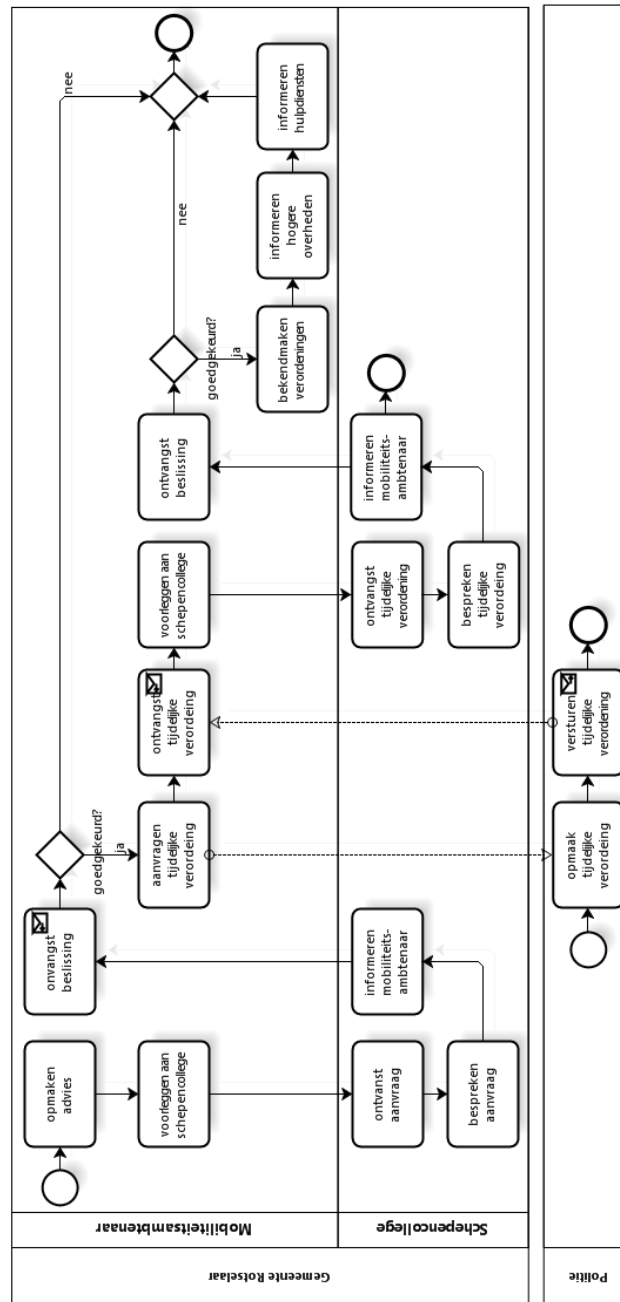 Gemeente Rotselaar
Mobiliteitsambtenaar
opmaken
advies
voorleggen aan
schepencollege
onvangst
beslissing
goedgekeurd?
nee
ja
aanvragen
tijdelijke
verordeing
ontvangst
tijdelijke
verordeing
voorleggen aan
schepencollege
ontvangst
beslissing
goedgekeurd?
nee
ja
bekendmaken
verordeningen
informeren
hogere
overheden
informeren
hulpdiensten
Schepencollege
ontvanst
aanvraag
bespreken
aanvraag
informeren
mobiliteits-
ambtenaar
ontvangst
tijdelijke
verordening
bespreken
tijdelijke
verordeing
informeren
mobiliteits-
ambtenaar
Politie
opmaak
tijdelijke
verordeing
versturen
tijdelijke
verordening